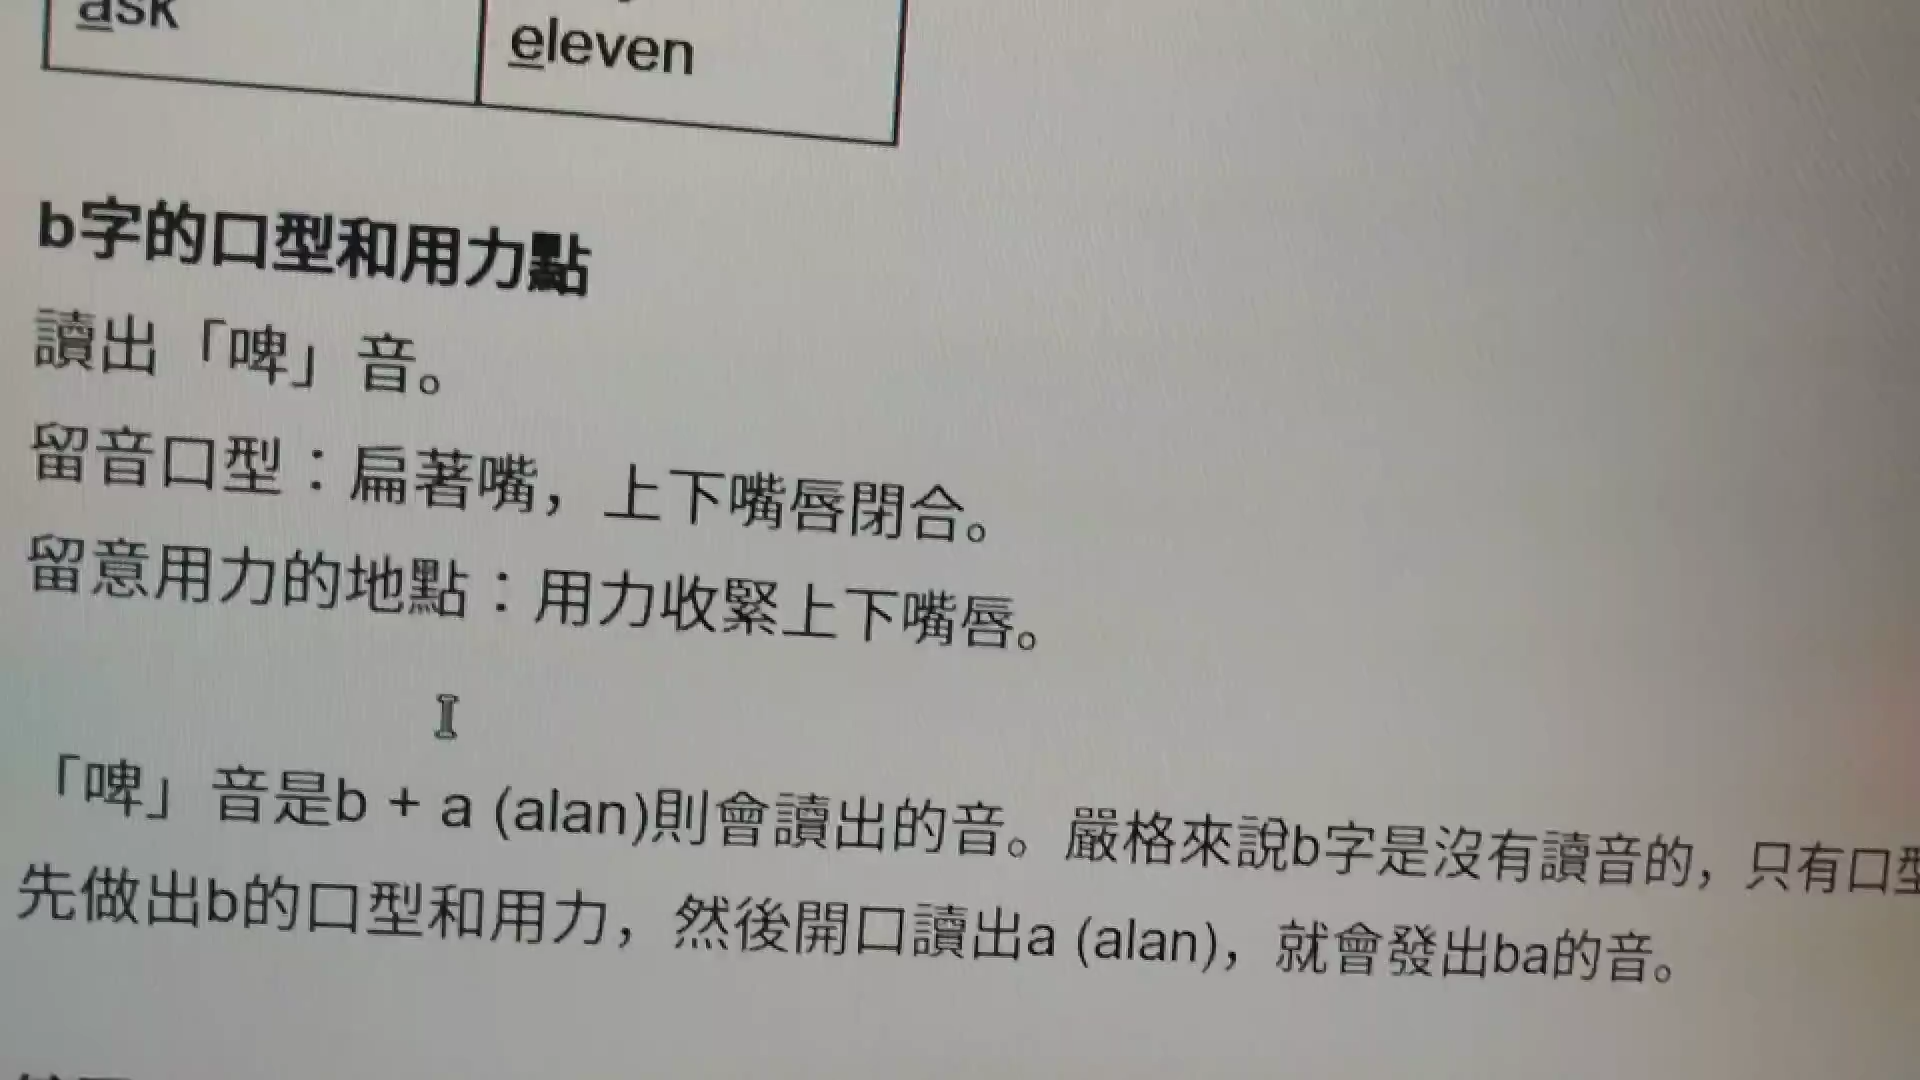 ask
eleven
b字的口型和用力點
讀出「啤」音。
留音口型：扁著嘴，上下嘴唇閉合。
留意用力的地點：用力收緊上下嘴唇。
「啤」音是b + a (alan)則會讀出的音。嚴格來說b字是沒有讀音的，只有口型
先做出b的口型和用力，然後開口讀出a (alan)，就會發出ba的音。